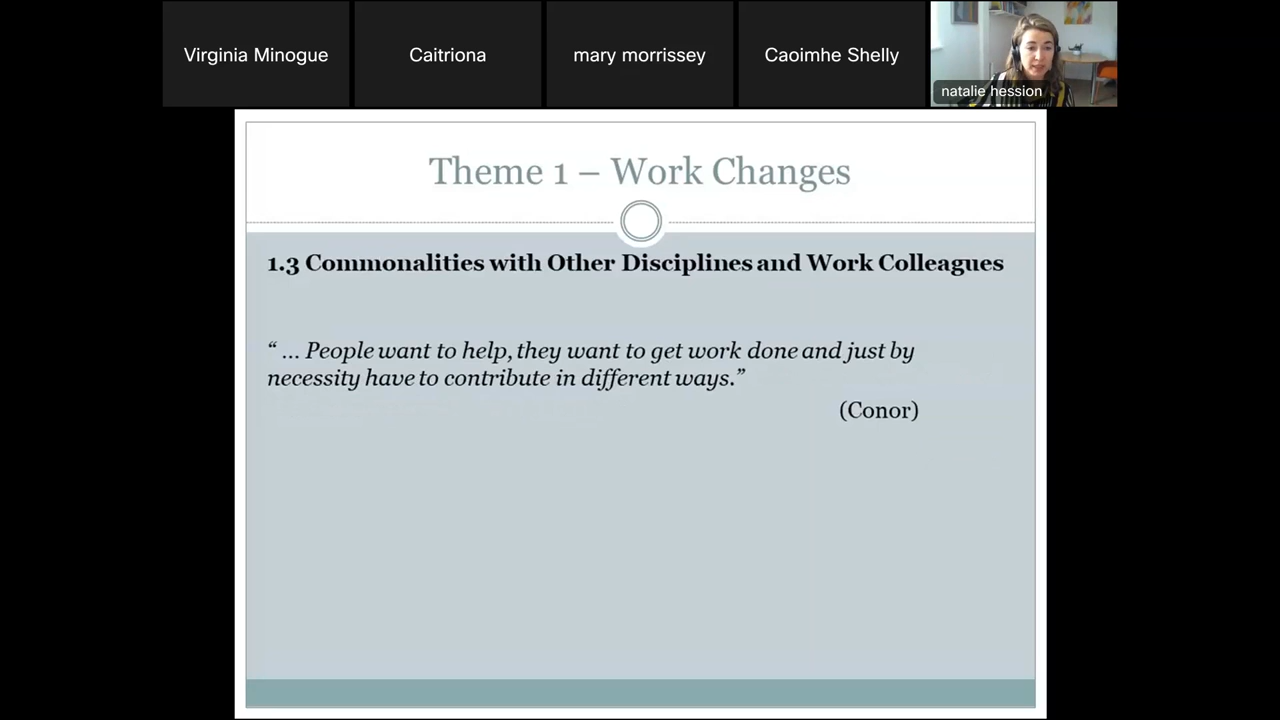 Virginia Minogue
Caitriona
mary morrissey
Caoimhe Shelly
natalie hession
Theme 1 – Work Changes
1.3 Commonalities with Other Disciplines and Work Colleagues
“ … People want to help, they want to get work done and just by
necessity have to contribute in different ways.”
(Conor)